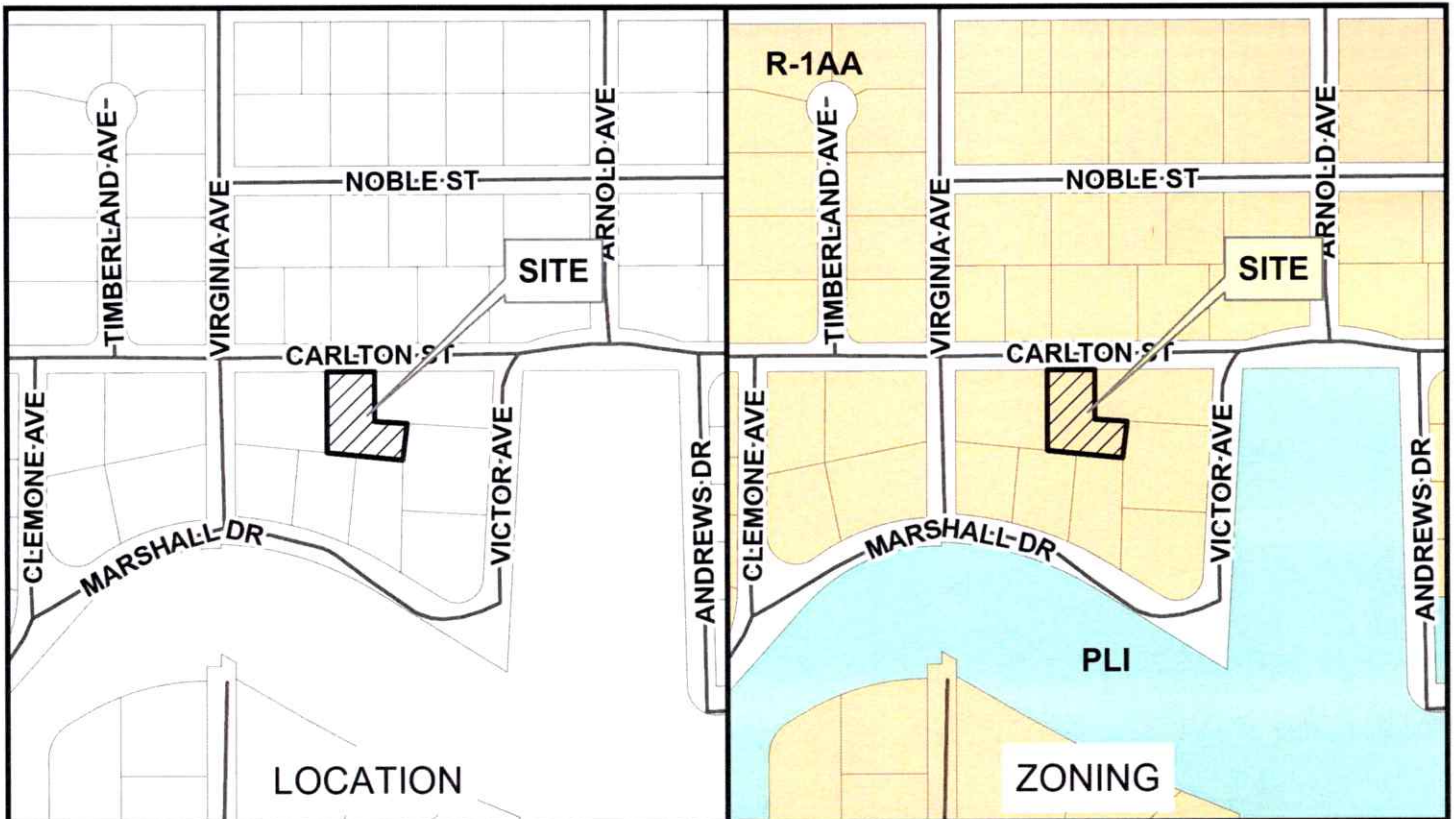 TIMBERLAND AVE
VIRGINIA AVE
NOBLE ST
ARNOLD AVE
SITE
CARLTON ST
CLEMONE AVE
MARSHALL DR
VICTOR AVE
ANDREWS DR
LOCATION
R-1AA
TIMBERLAND AVE
VIRGINIA AVE
NOBLE ST
ARNOLD AVE
SITE
CARLTON ST
CLEMONE AVE
MARSHALL DR
VICTOR AVE
ANDREWS DR
PLI
ZONING